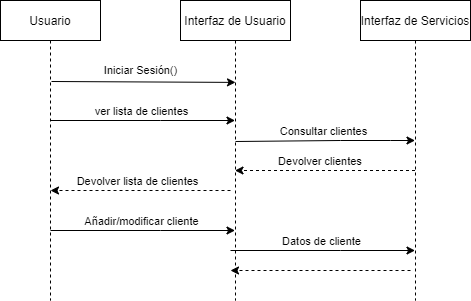 Usuario
Interfaz de Usuario
Interfaz de Servicios
Iniciar Sesión()
ver lista de clientes
Consultar clientes
Devolver clientes
Devolver lista de clientes
Añadir/modificar cliente
Datos de cliente